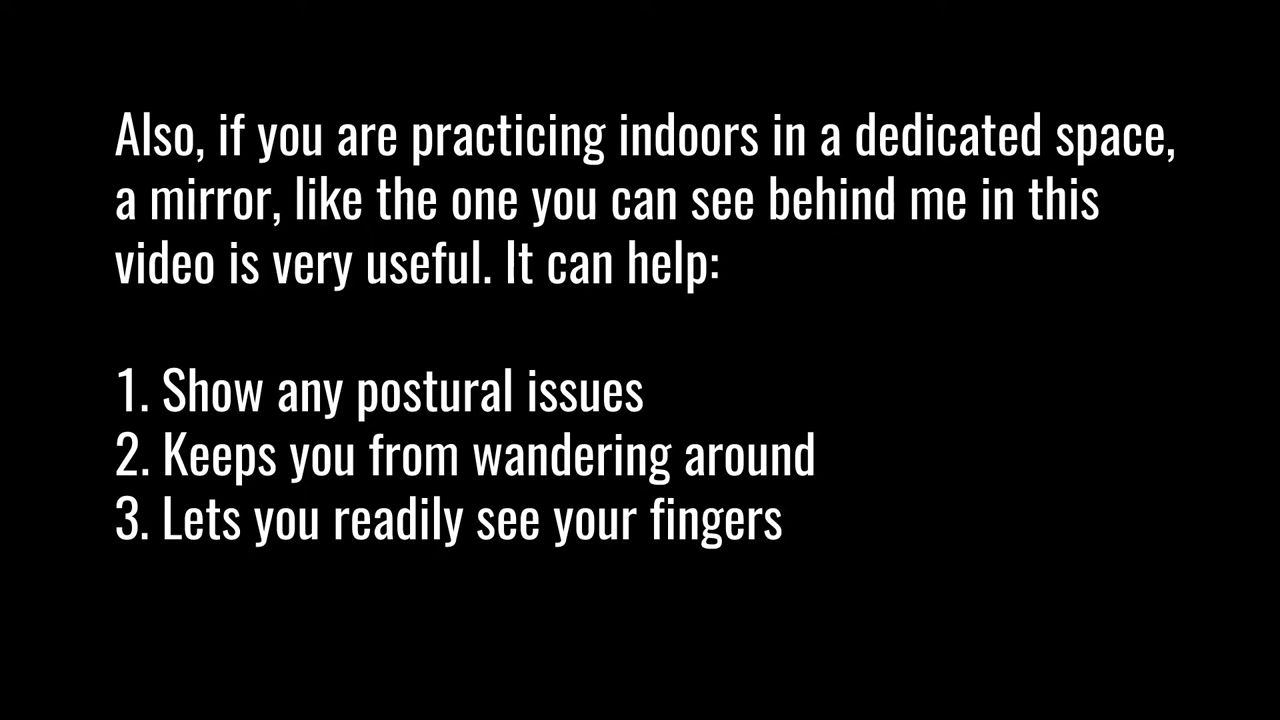 Also, if you are practicing indoors in a dedicated space,
a mirror, like the one you can see behind me in this
video is very useful. It can help:
1. Show any postural issues
2. Keeps you from wandering around
3. Lets you readily see your fingers